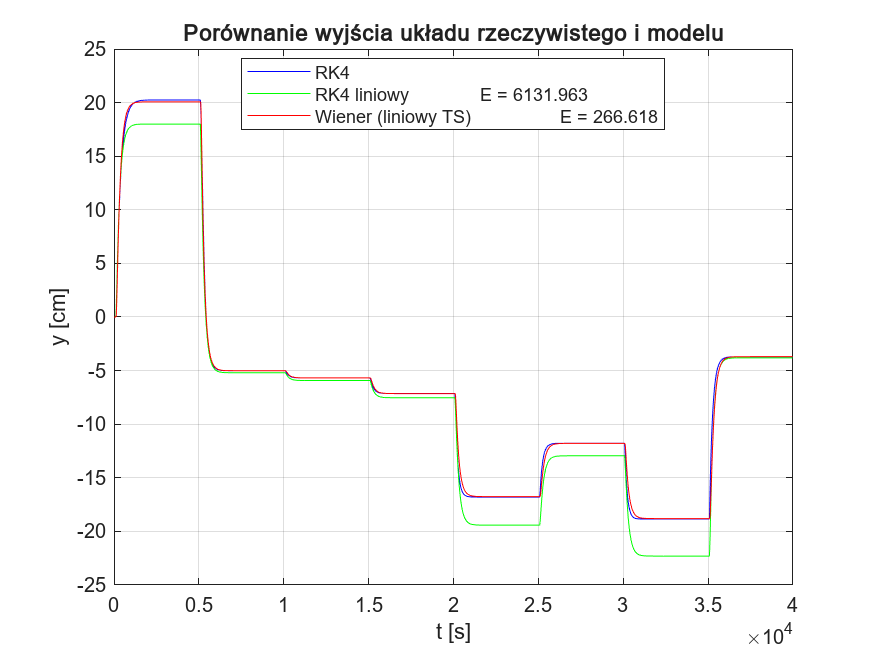 Porównanie wyjścia układu rzeczywistego i modelu
25
20
15
10
5
0
-5
-10
-15
-20
-25
y [cm]
RK4
RK4 liniowy E = 6131.963
Wiener (liniowy TS) E = 266.618
0 0.5 1 1.5 2 2.5 3 3.5 4
t [s]
×10⁴